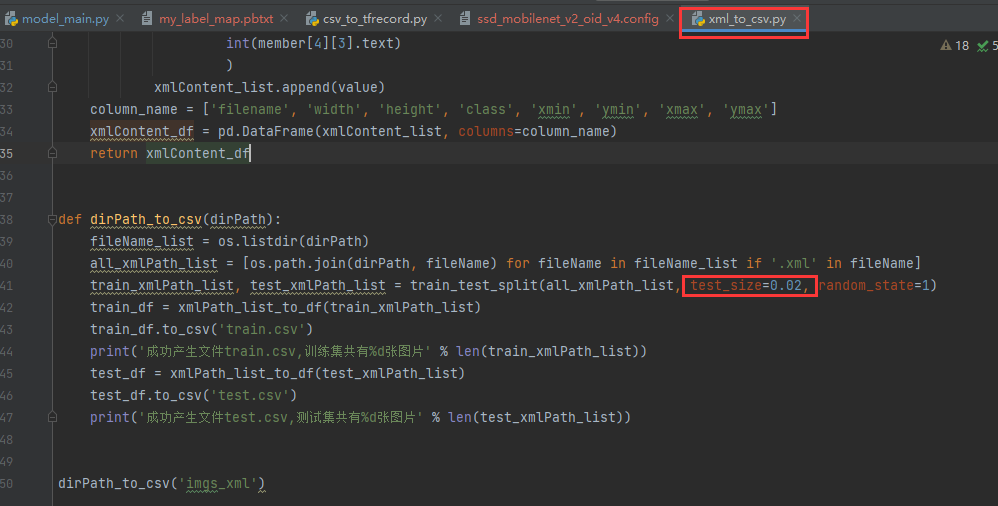 model_main.py my_label_map.pbtxt csv_to_tfrecord.py ssd_mobilenet_v2_oid_v4.config xml_to_csv.py
30 int(member[4][3].text) 18 5
31 )
32 xmlContent_list.append(value)
33 column_name = ['filename', 'width', 'height', 'class', 'xmin', 'ymin', 'xmax', 'ymax']
34 xmlContent_df = pd.DataFrame(xmlContent_list, columns=column_name)
35 return xmlContent_df
36
37
38 def dirPath_to_csv(dirPath):
39 fileName_list = os.listdir(dirPath)
40 all_xmlPath_list = [os.path.join(dirPath, fileName) for fileName in fileName_list if '.xml' in fileName]
41 train_xmlPath_list, test_xmlPath_list = train_test_split(all_xmlPath_list, test_size=0.02, random_state=1)
42 train_df = xmlPath_list_to_df(train_xmlPath_list)
43 train_df.to_csv('train.csv')
44 print('成功产生文件train.csv,训练集共有%d张图片' % len(train_xmlPath_list))
45 test_df = xmlPath_list_to_df(test_xmlPath_list)
46 test_df.to_csv('test.csv')
47 print('成功产生文件test.csv,测试集共有%d张图片' % len(test_xmlPath_list))
48
49
50 dirPath_to_csv('imgs_xml')